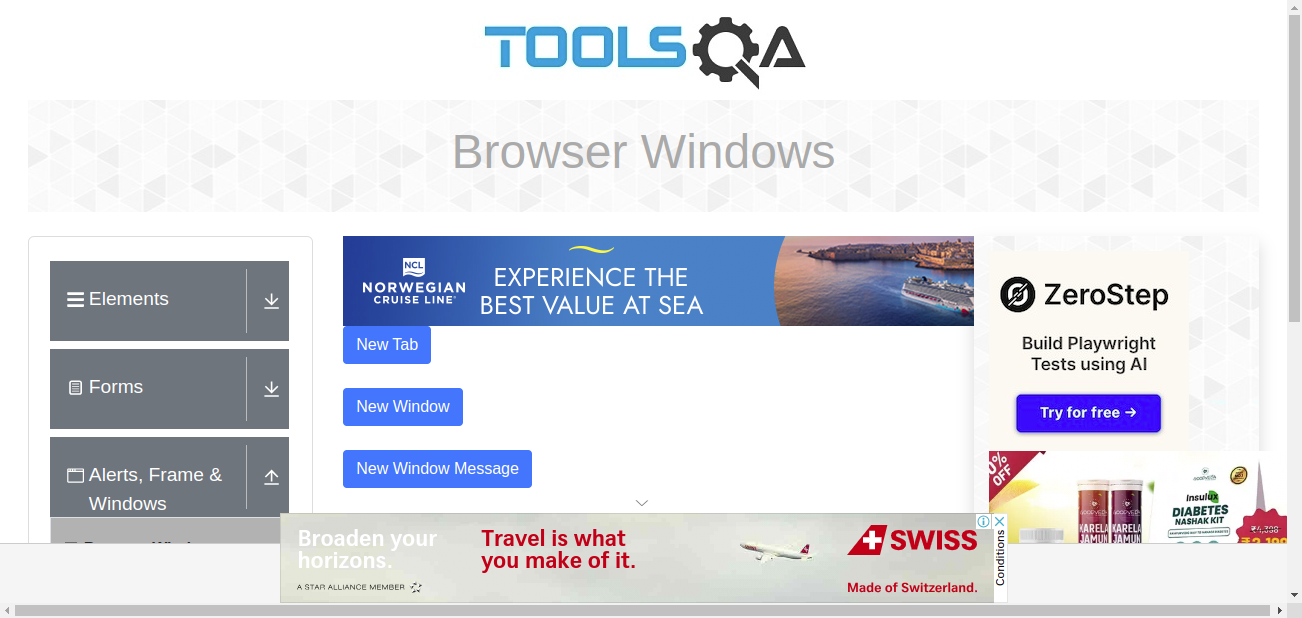 TOOLSQA
Browser Windows
Elements
Forms
Alerts, Frame &
Windows
NCL
NORWEGIAN
CRUISE LINE®
EXPERIENCE THE
BEST VALUE AT SEA
New Tab
New Window
New Window Message
ZeroStep
Build Playwright
Tests using AI
Try for free →
0% OFF
KARELA
JAMUN
KARELA
JAMUN
Insulux
DIABETES
NASHAK KIT
Broaden your
horizons.
A STAR ALLIANCE MEMBER
Travel is what
you make of it.
SWISS
Made of Switzerland.
Conditions